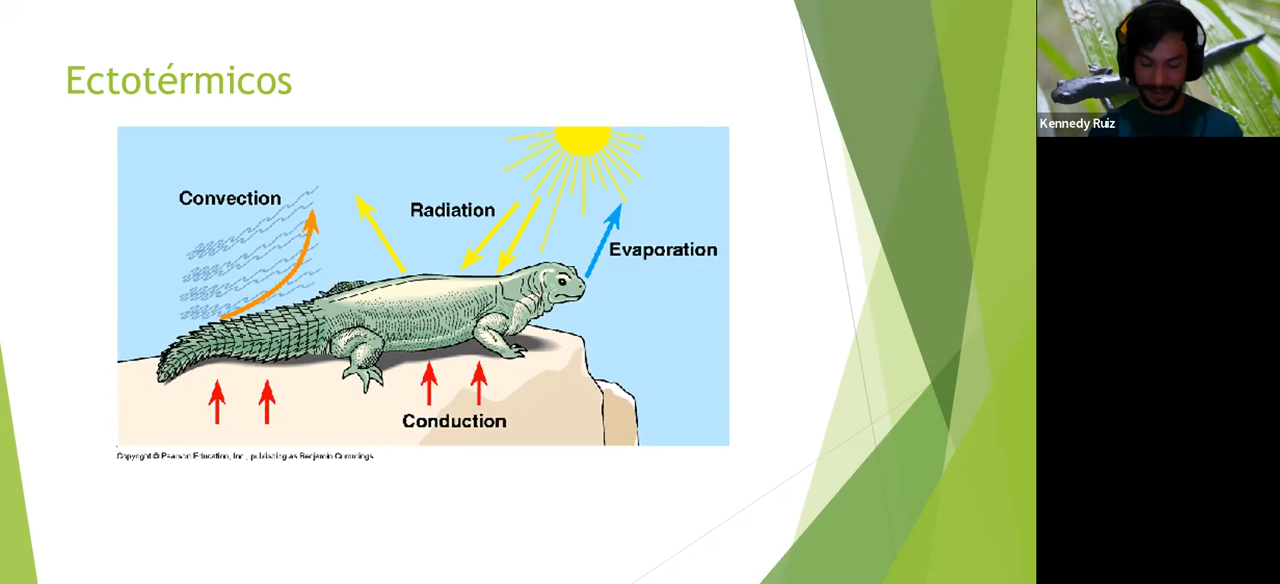 Ectotérmicos
Convection
Radiation
Evaporation
Conduction
Copyright © Pearson Education, Inc., publishing as Benjamin Cummings.
Kennedy Ruiz